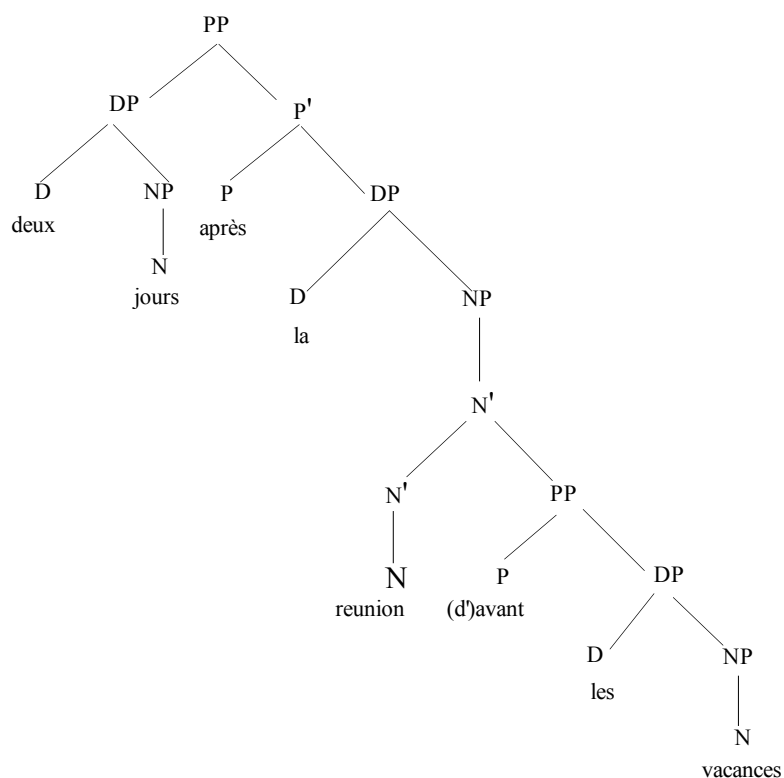 PP
DP P'
D NP P DP
deux après
N D NP
jours la
N'
N' PP
N P DP
reunion (d')avant
D NP
les
N
vacances